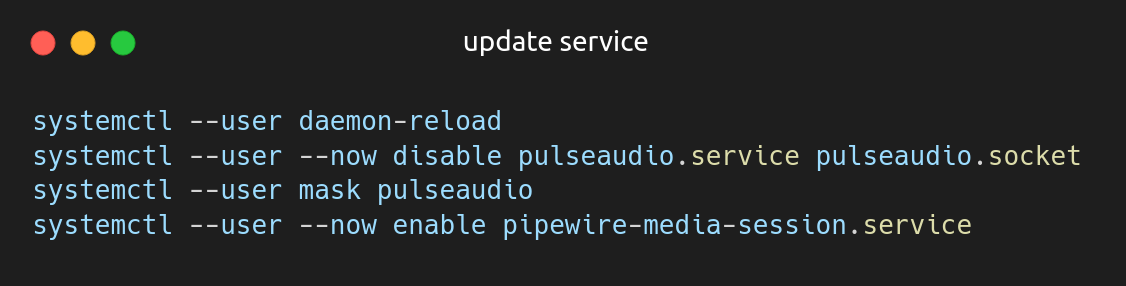 update service
systemctl --user daemon-reload
systemctl --user --now disable pulseaudio.service pulseaudio.socket
systemctl --user mask pulseaudio
systemctl --user --now enable pipewire-media-session.service